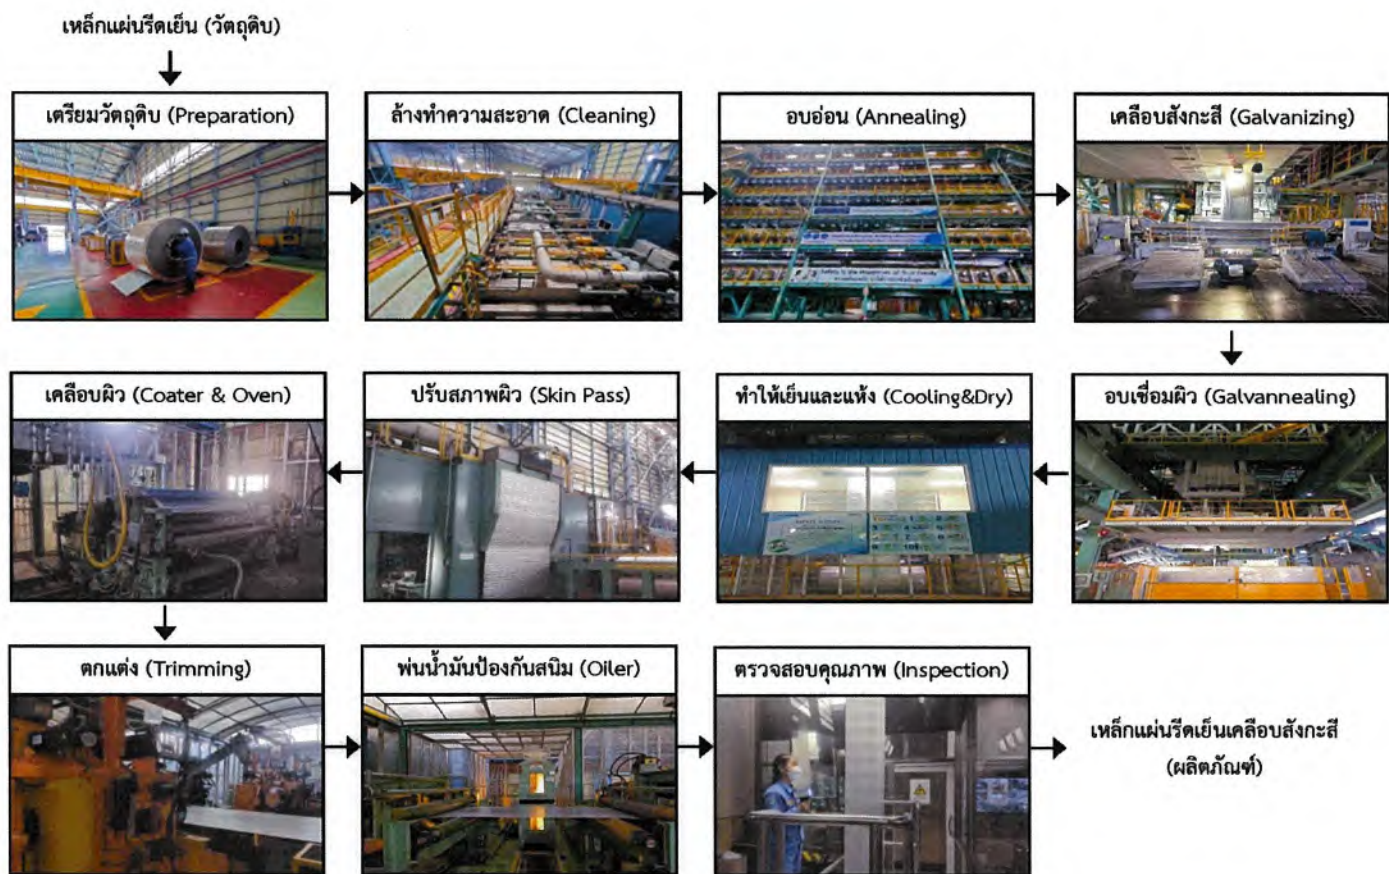 เหล็กแผ่นรีดเย็น (วัตถุดิบ)
เตรียมวัตถุดิบ (Preparation)
ล้างทำความสะอาด (Cleaning)
อบอ่อน (Annealing)
เคลือบสังกะสี (Galvanizing)
อบเชื่อมผิว (Galvannealing)
ทำให้เย็นและแห้ง (Cooling&Dry)
ปรับสภาพผิว (Skin Pass)
เคลือบผิว (Coater & Oven)
ตกแต่ง (Trimming)
พ่นน้ำมันป้องกันสนิม (Oiler)
ตรวจสอบคุณภาพ (Inspection)
เหล็กแผ่นรีดเย็นเคลือบสังกะสี
(ผลิตภัณฑ์)